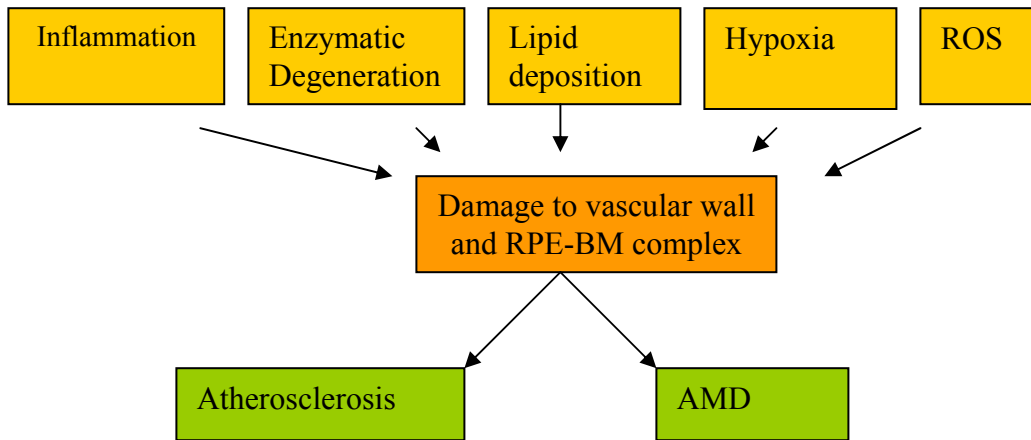 Inflammation
Enzymatic
Degeneration
Lipid
deposition
Hypoxia
ROS
Damage to vascular wall
and RPE-BM complex
Atherosclerosis
AMD